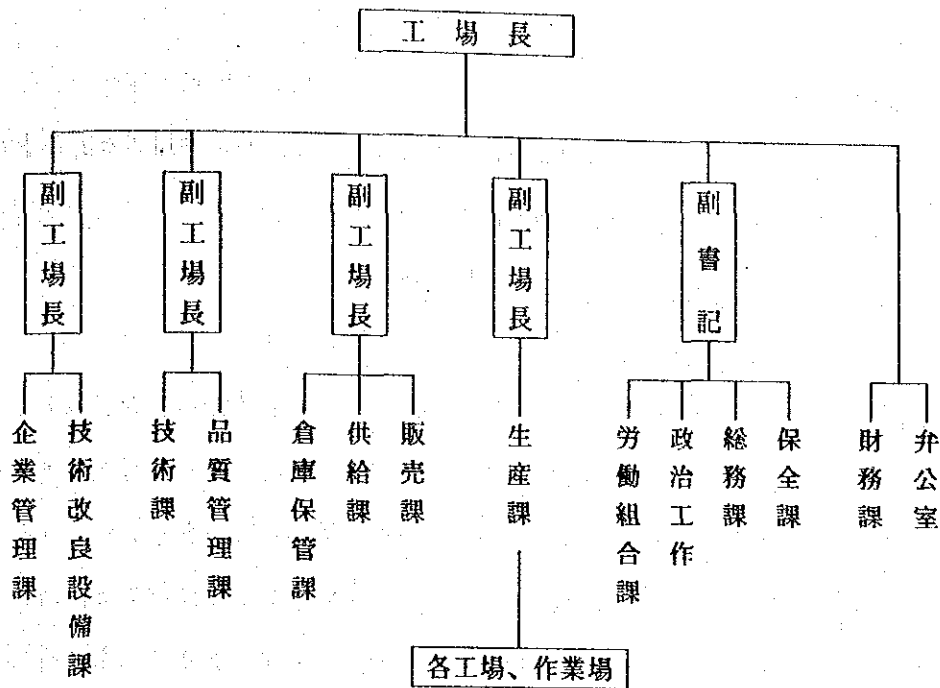 工場長
副工場長
副工場長
副工場長
副工場長
副書記
企業管理課
技術改良設備課
技術課
品質管理課
倉庫保管課
供給課
販売課
生産課
労働組合課
政治工作
総務課
保全課
財務課
弁公室
各工場、作業場